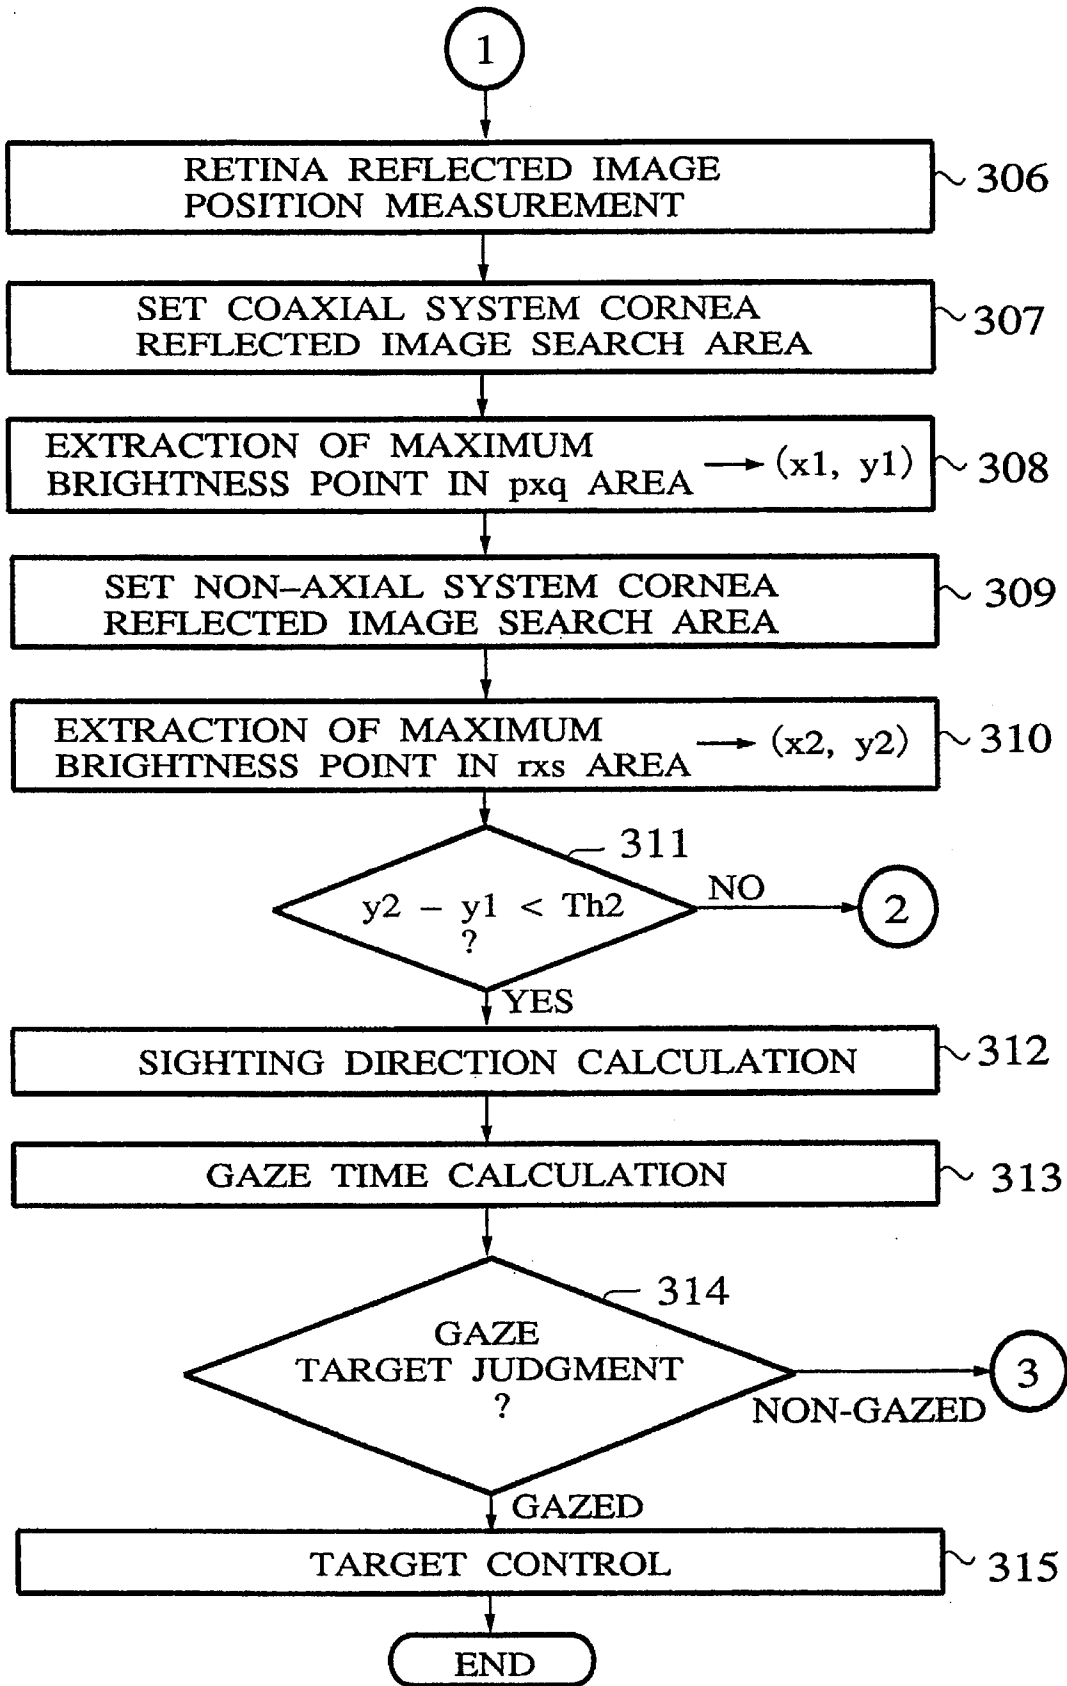 1
RETINA REFLECTED IMAGE
POSITION MEASUREMENT
306
SET COAXIAL SYSTEM CORNEA
REFLECTED IMAGE SEARCH AREA
307
EXTRACTION OF MAXIMUM
BRIGHTNESS POINT IN pxq AREA → (x1, y1)
308
SET NON–AXIAL SYSTEM CORNEA
REFLECTED IMAGE SEARCH AREA
309
EXTRACTION OF MAXIMUM
BRIGHTNESS POINT IN rxs AREA → (x2, y2)
310
311
y2 – y1 < Th2
?
NO
2
YES
SIGHTING DIRECTION CALCULATION
312
GAZE TIME CALCULATION
313
314
GAZE
TARGET JUDGMENT
?
3
NON-GAZED
GAZED
TARGET CONTROL
315
END